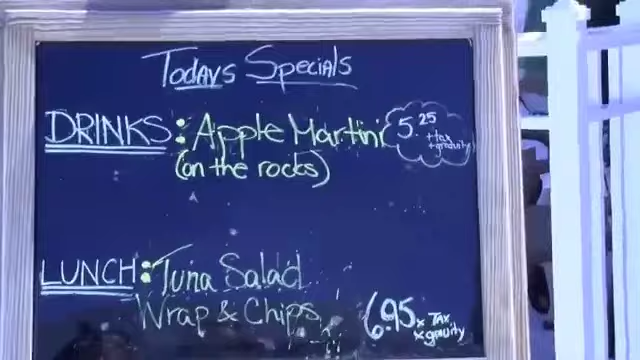 Todays Specials
DRINKS: Apple Martini 5.25
+ tax
+ graduity
(on the rocks)
LUNCH: Tuna Salad
Wrap & Chips 6.95 x Tax
x gravity